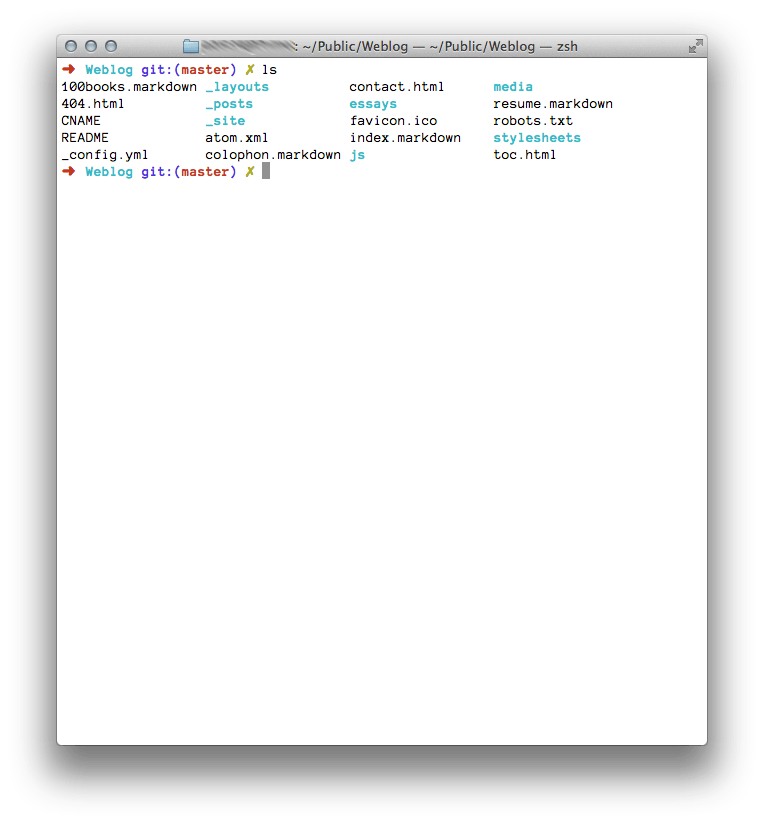 : ~/Public/Weblog — ~/Public/Weblog — zsh
➜ Weblog git:(master) ✗ ls
100books.markdown _layouts contact.html media
404.html _posts essays resume.markdown
CNAME _site favicon.ico robots.txt
README atom.xml index.markdown stylesheets
_config.yml colophon.markdown js toc.html
➜ Weblog git:(master) ✗